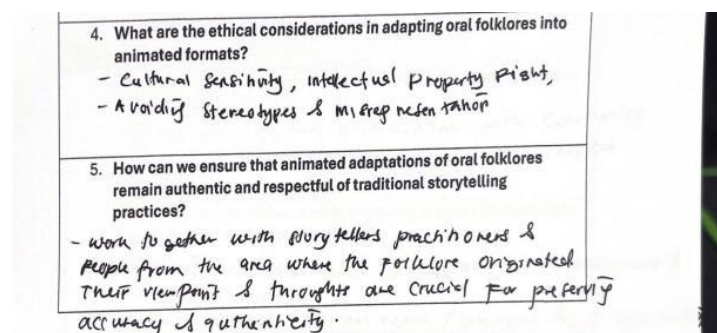 4. What are the ethical considerations in adapting oral folklores into
animated formats?
- Cultural Sensitivity, intellectual property Right,
- Avoiding Stereotypes & misrepresentation
5. How can we ensure that animated adaptations of oral folklores
remain authentic and respectful of traditional storytelling
practices?
- work together with story tellers practitioners &
people from the area where the folklore originated
Their viewpoint & throughts are crucial For preserving
accuracy & authenticity.